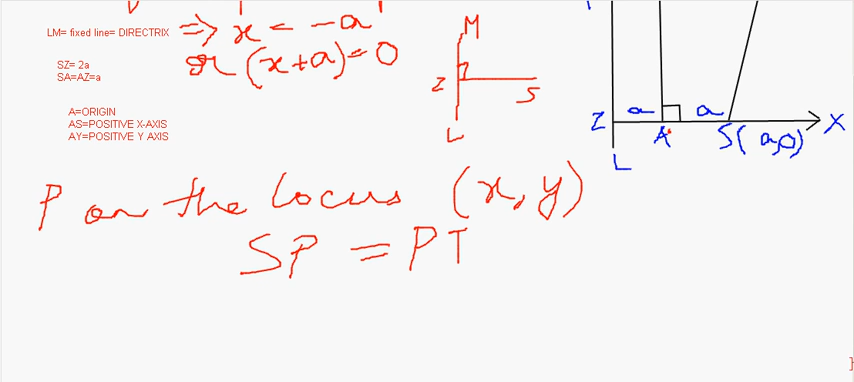 ⇒ x = -a
LM= fixed line= DIRECTRIX
or (x+a)=0
SZ= 2a
SA=AZ=a
M
Z
S
L
A=ORIGIN
AS=POSITIVE X-AXIS
AY=POSITIVE Y AXIS
a
a
Z
A
S(a,0)
X
L
P on the locus (x,y)
SP = PT
}